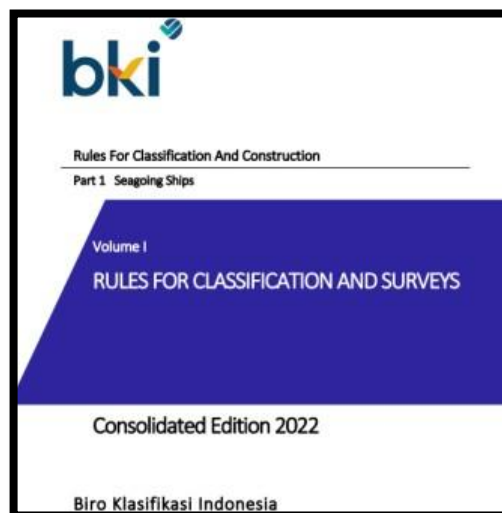 bki
Rules For Classification And Construction
Part 1 Seagoing Ships
Volume I
RULES FOR CLASSIFICATION AND SURVEYS
Consolidated Edition 2022
Biro Klasifikasi Indonesia